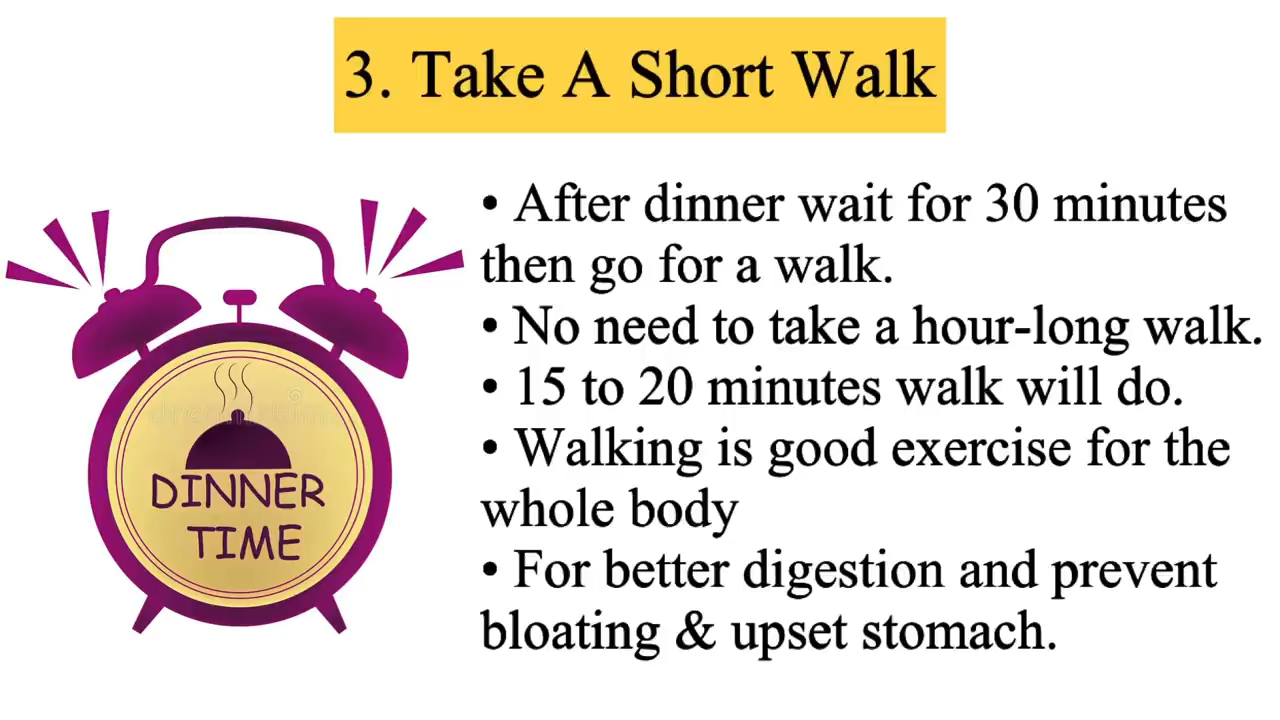 3. Take A Short Walk
• After dinner wait for 30 minutes
then go for a walk.
• No need to take a hour-long walk.
• 15 to 20 minutes walk will do.
• Walking is good exercise for the
whole body
• For better digestion and prevent
bloating & upset stomach.
DINNER
TIME